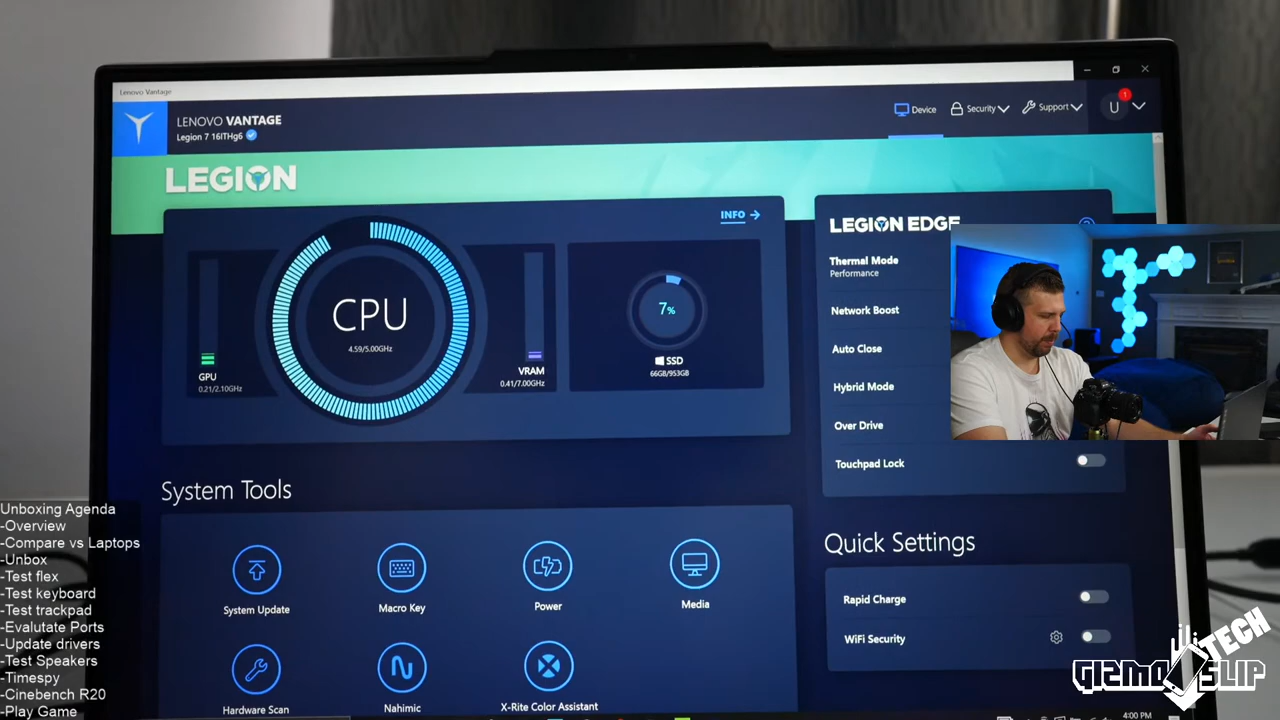 Lenovo Vantage
LENOVO VANTAGE
Legion 7 16ITHg6
Device
Security
Support
U
1
LEGION
INFO
CPU
4.59/5.00GHz
GPU
0.21/2.10GHz
VRAM
0.41/7.00GHz
7%
SSD
66GB/953GB
LEGION EDGE
Thermal Mode
Performance
Network Boost
Auto Close
Hybrid Mode
Over Drive
Touchpad Lock
System Tools
System Update
Macro Key
Power
Media
Hardware Scan
Nahimic
X-Rite Color Assistant
Quick Settings
Rapid Charge
WiFi Security
4:00 PM
Unboxing Agenda
-Overview
-Compare vs Laptops
-Unbox
-Test flex
-Test keyboard
-Test trackpad
-Evalutate Ports
-Update drivers
-Test Speakers
-Timespy
-Cinebench R20
-Play Game
GIZMOSLIP
TECH